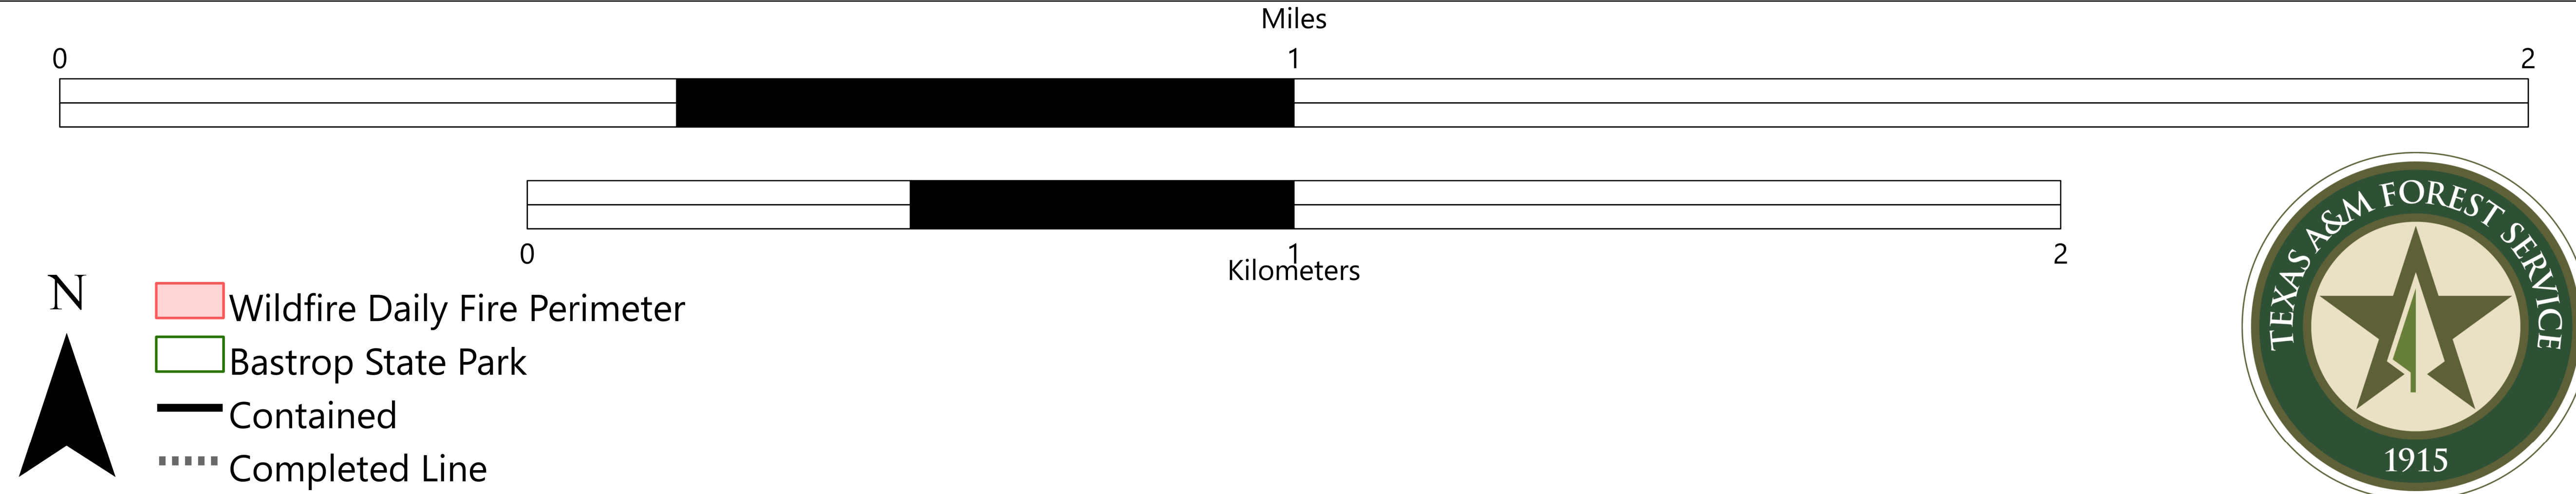 Miles
0 1 2
0 1 2
Kilometers
N
Wildfire Daily Fire Perimeter
Bastrop State Park
Contained
Completed Line
TEXAS A&M FOREST SERVICE
1915